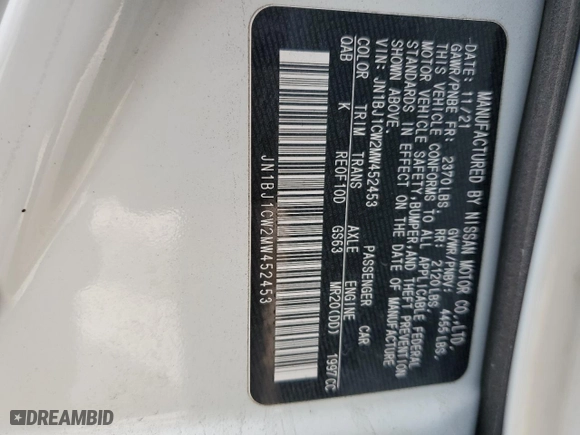 MANUFACTURED BY NISSAN MOTOR CO.,LTD.
DATE: 11/21 GVWR/PNBV: 4455LBS.
GAWR/PNBE FR: 2370LBS. RR: 2120LBS
THIS VEHICLE CONFORMS TO ALL APPLICABLE FEDERAL
MOTOR VEHICLE SAFETY,BUMPER,AND THEFT PREVENTION
STANDARDS IN EFFECT ON THE DATE OF MANUFACTURE
SHOWN ABOVE.
VIN: JN1BJ1CW2MW452453 PASSENGER CAR
COLOR TRIM TRANS AXLE ENGINE
QAB K RE0F10D GS63 MR20(DD) 1997CC
JN1BJ1CW2MW452453
DREAMBID